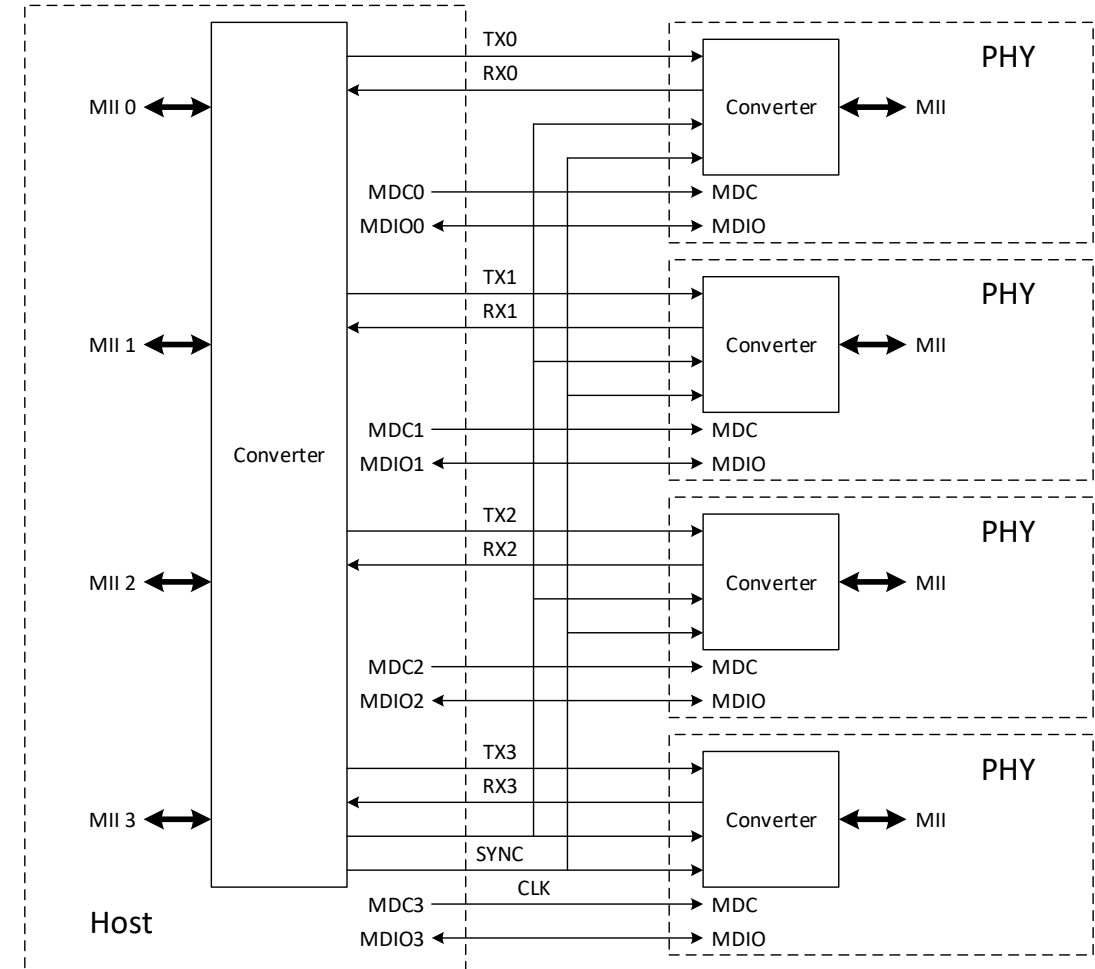 TX0
PHY
RX0
MII 0
Converter
MII
MDC0
MDC
MDIO0
MDIO
TX1
PHY
RX1
MII 1
Converter
MII
MDC1
MDC
Converter
MDIO1
MDIO
TX2
PHY
RX2
MII 2
Converter
MII
MDC2
MDC
MDIO2
MDIO
TX3
PHY
RX3
MII 3
Converter
MII
SYNC
CLK
Host
MDC3
MDC
MDIO3
MDIO